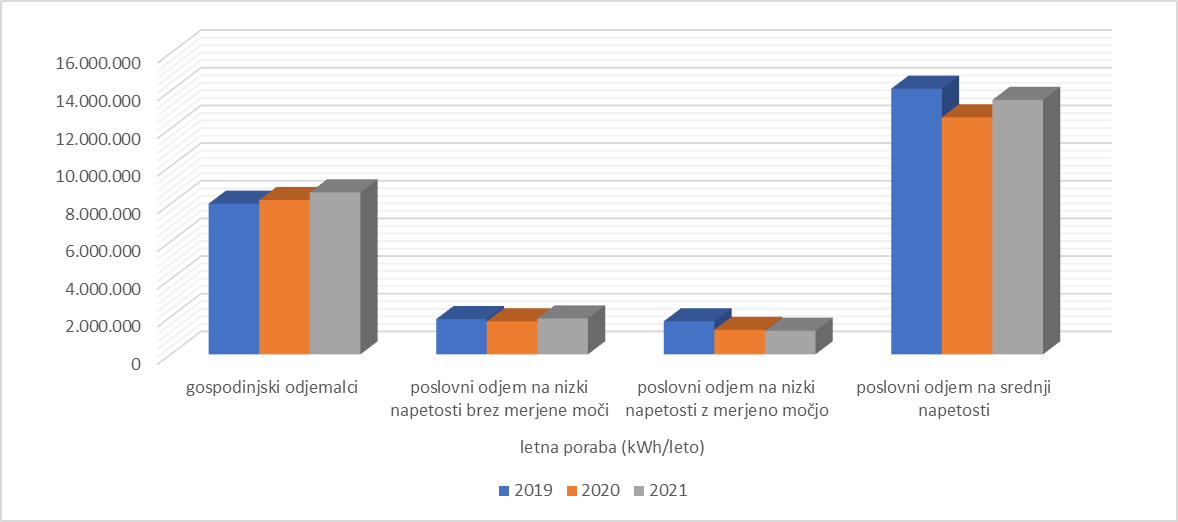 16.000.000
14.000.000
12.000.000
10.000.000
8.000.000
6.000.000
4.000.000
2.000.000
0
gospodinjski odjemalci
poslovni odjem na nizki
napetosti brez merjene moči
poslovni odjem na nizki
napetosti z merjeno močjo
poslovni odjem na srednji
napetosti
letna poraba (kWh/leto)
2019 2020 2021